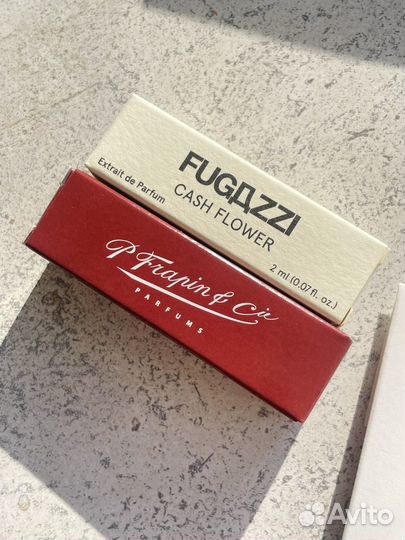 FUGAZZI
CASH FLOWER
Extrait de Parfum
2 ml (0.07 fl. oz.)
P. Frapin & Cie
PARFUMS
Avito